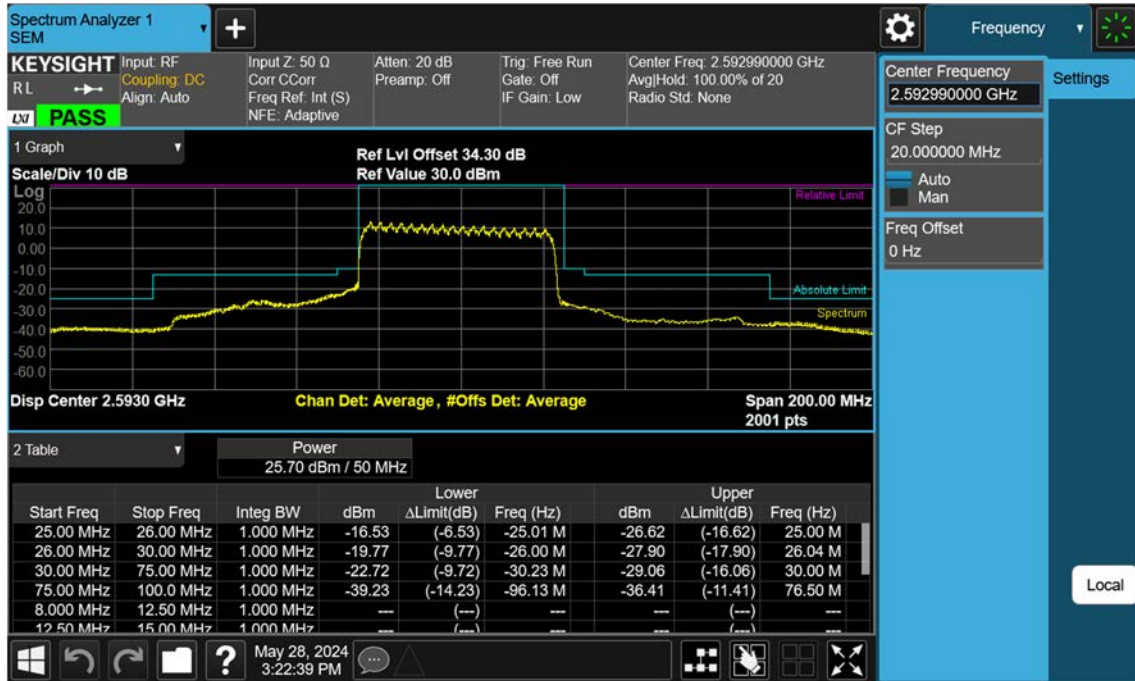 Spectrum Analyzer 1
SEM
Frequency
KEYSIGHT
R L
LXI
PASS
Input: RF
Coupling: DC
Align: Auto
Input Z: 50 Ω
Corr CCorr
Freq Ref: Int (S)
NFE: Adaptive
Atten: 20 dB
Preamp: Off
Trig: Free Run
Gate: Off
IF Gain: Low
Center Freq: 2.592990000 GHz
Avg|Hold: 100.00% of 20
Radio Std: None
Center Frequency
2.592990000 GHz
Settings
CF Step
20.000000 MHz
Auto
Man
Freq Offset
0 Hz
1 Graph
Ref Lvl Offset 34.30 dB
Scale/Div 10 dB
Ref Value 30.0 dBm
Log
20.0
10.0
0.00
-10.0
-20.0
-30.0
-40.0
-50.0
-60.0
Relative Limit
Absolute Limit
Spectrum
Disp Center 2.5930 GHz
Chan Det: Average, #Offs Det: Average
Span 200.00 MHz
2001 pts
2 Table
Power
25.70 dBm / 50 MHz
Lower Upper
Start Freq Stop Freq Integ BW dBm ΔLimit(dB) Freq (Hz) dBm ΔLimit(dB) Freq (Hz)
25.00 MHz 26.00 MHz 1.000 MHz -16.53 (-6.53) -25.01 M -26.62 (-16.62) 25.00 M
26.00 MHz 30.00 MHz 1.000 MHz -19.77 (-9.77) -26.00 M -27.90 (-17.90) 26.04 M
30.00 MHz 75.00 MHz 1.000 MHz -22.72 (-9.72) -30.23 M -29.06 (-16.06) 30.00 M
75.00 MHz 100.0 MHz 1.000 MHz -39.23 (-14.23) -96.13 M -36.41 (-11.41) 76.50 M
8.000 MHz 12.50 MHz 1.000 MHz --- (---) --- --- (---) ---
12.50 MHz 15.00 MHz 1.000 MHz --- (---) --- --- (---) ---
Local
?
May 28, 2024
3:22:39 PM